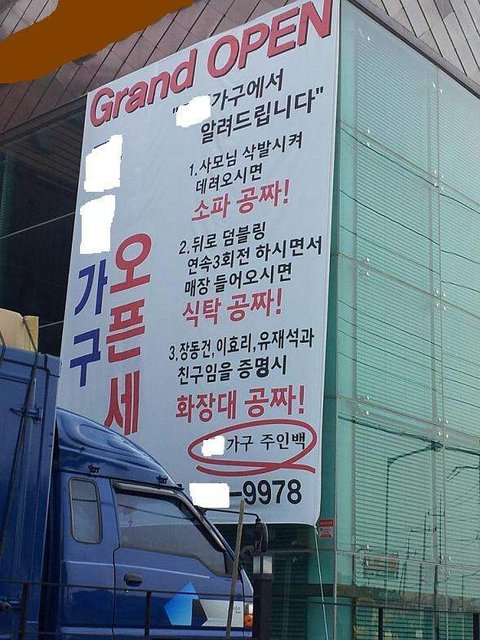 Grand OPEN
"가구에서
알려드립니다"
1.사모님 삭발시켜
데려오시면
소파 공짜!
2.뒤로 덤블링
연속3회전 하시면서
매장 들어오시면
식탁 공짜!
3.장동건,이효리,유재석과
친구임을 증명시
화장대 공짜!
가구 주인백
-9978
가구
오픈세